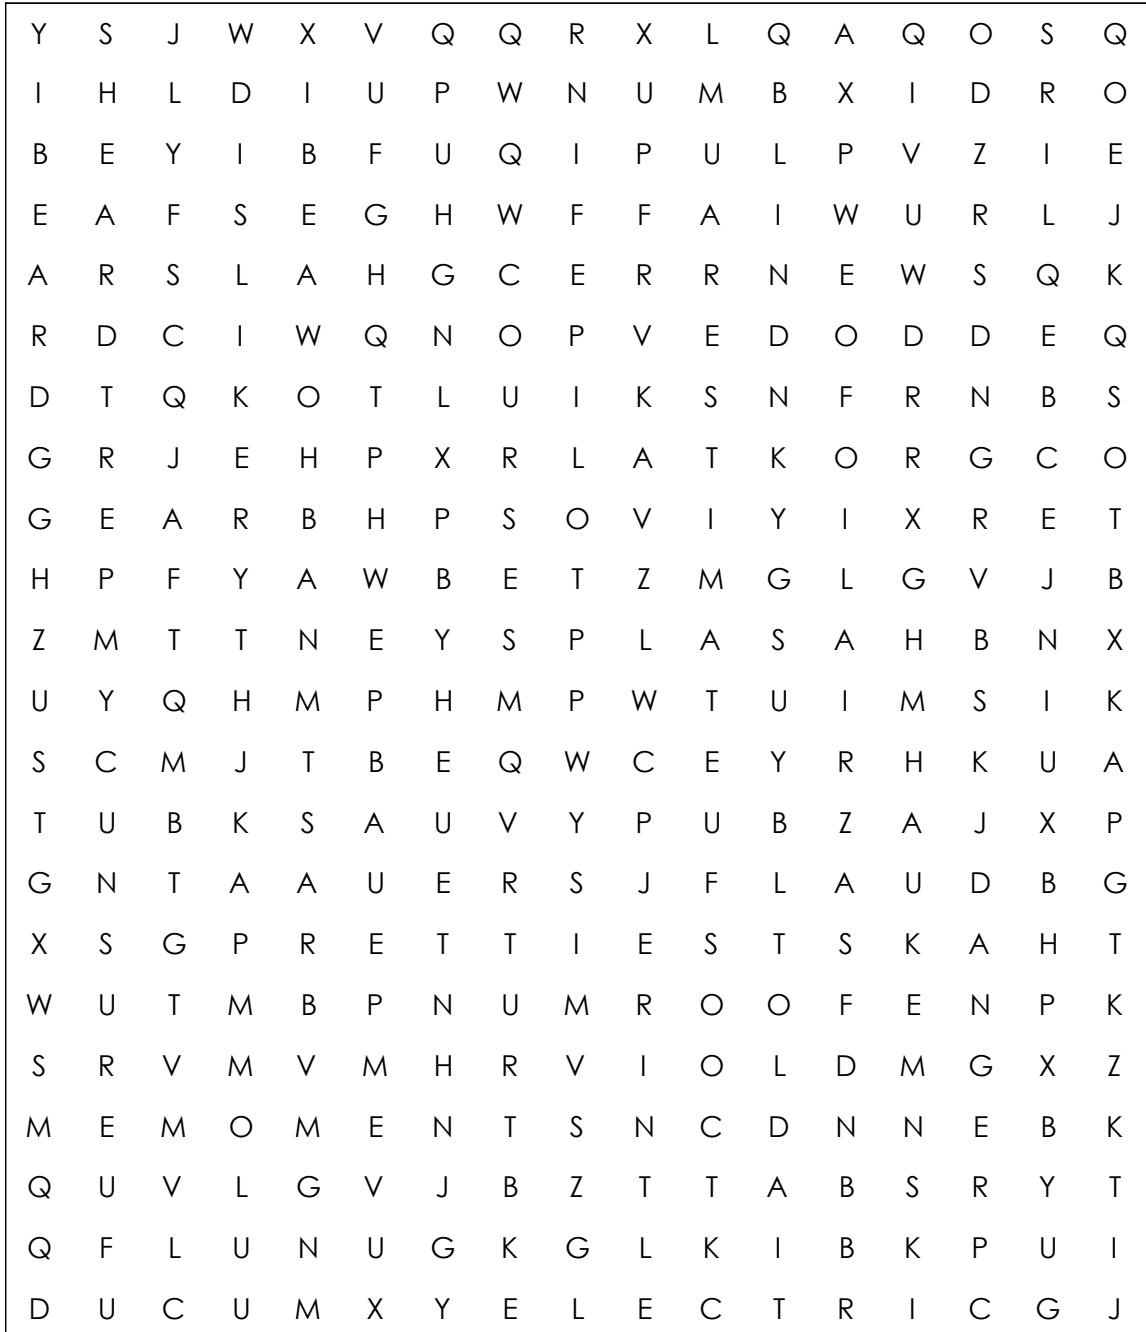 Y S J W X V Q Q R X L Q A Q O S Q
I H L D I U P W N U M B X I D R O
B E Y I B F U Q I P U L P V Z I E
E A F S E G H W F F A I W U R L J
A R S L A H G C E R R N E W S Q K
R D C I W Q N O P V E D O D D E Q
D T Q K O T L U I K S N F R N B S
G R J E H P X R L A T K O R G C O
G E A R B H P S O V I Y I X R E T
H P F Y A W B E T Z M G L G V J B
Z M T T N E Y S P L A S A H B N X
U Y Q H M P H M P W T U I M S I K
S C M J T B E Q W C E Y R H K U A
T U B K S A U V Y P U B Z A J X P
G N T A A U E R S J F L A U D B G
X S G P R E T T I E S T S K A H T
W U T M B P N U M R O O F E N P K
S R V M V M H R V I O L D M G X Z
M E M O M E N T S N C D N N E B K
Q U V L G V J B Z T T A B S R Y T
Q F L U N U G K G L K I B K P U I
D U C U M X Y E L E C T R I C G J